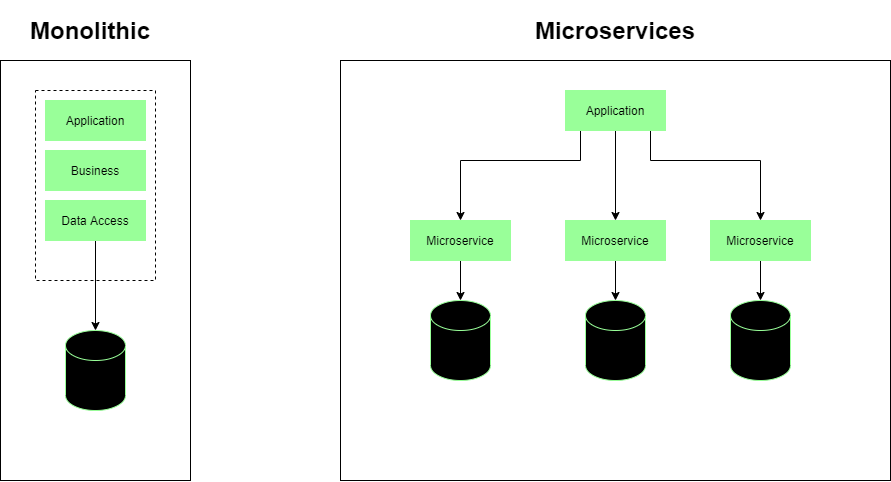 Monolithic
Application
Business
Data Access
Microservices
Application
Microservice
Microservice
Microservice